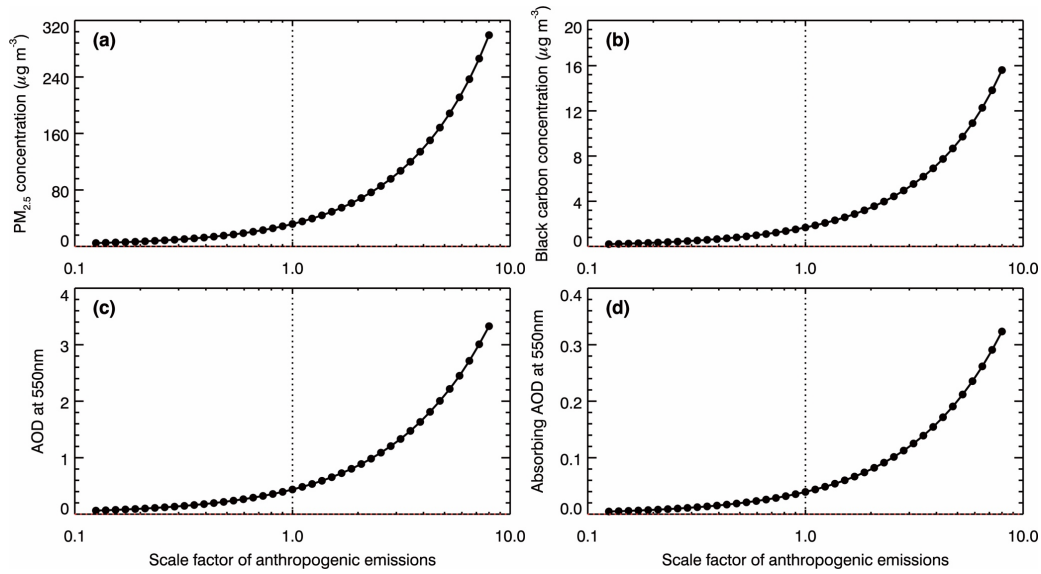 (a)
PM2.5 concentration (μg m-3)
320
240
160
80
0
0.1 1.0 10.0
(b)
Black carbon concentration (μg m-3)
20
16
12
8
4
0
0.1 1.0 10.0
(c)
AOD at 550nm
4
3
2
1
0
0.1 1.0 10.0
Scale factor of anthropogenic emissions
(d)
Absorbing AOD at 550nm
0.4
0.3
0.2
0.1
0.0
0.1 1.0 10.0
Scale factor of anthropogenic emissions